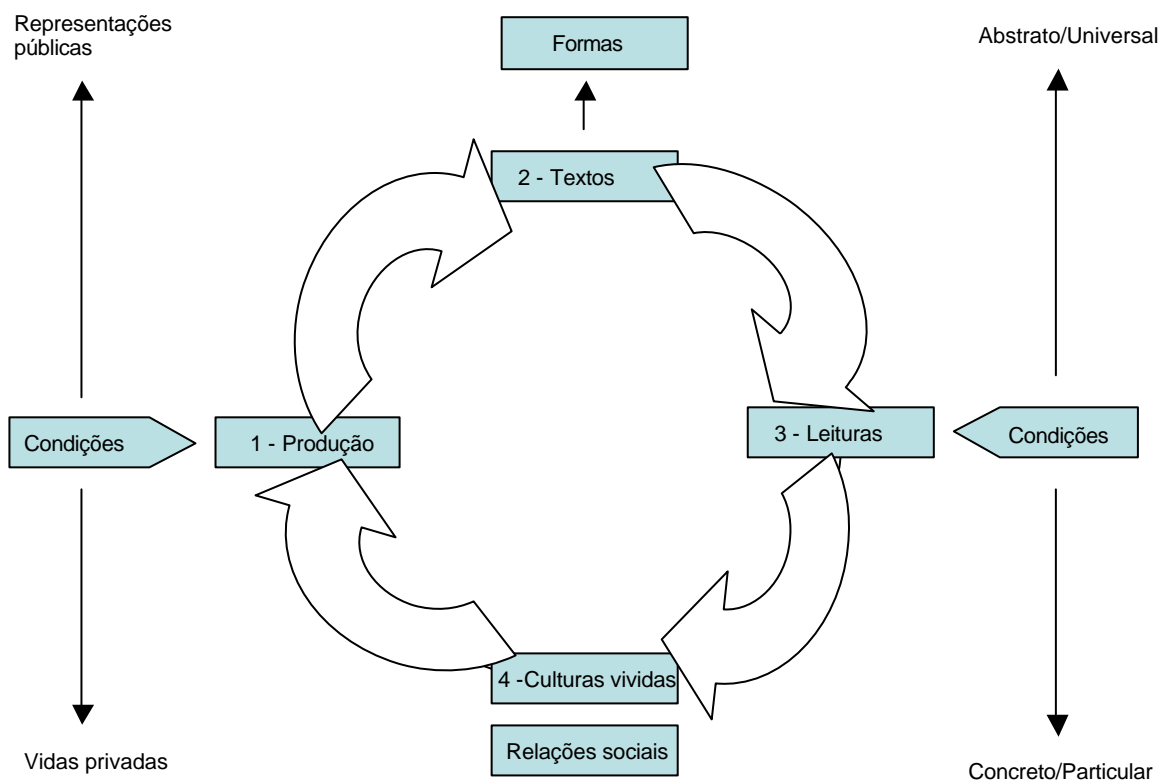 Representações
públicas
Formas
Abstrato/Universal
2 - Textos
Condições
1 - Produção
3 - Leituras
Condições
4 -Culturas vividas
Relações sociais
Vidas privadas
Concreto/Particular